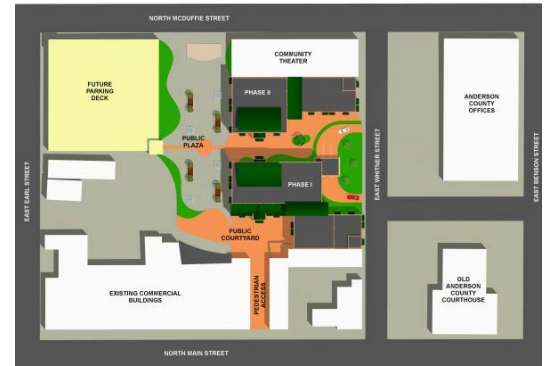 NORTH MCDUFFIE STREET
COMMUNITY
THEATER
FUTURE
PARKING
DECK
PHASE II
ANDERSON
COUNTY
OFFICES
PUBLIC
PLAZA
EAST EARL STREET
EAST WHITNER STREET
EAST BENSON STREET
PHASE I
PUBLIC
COURTYARD
PEDESTRIAN
ACCESS
EXISTING COMMERCIAL
BUILDINGS
OLD
ANDERSON
COUNTY
COURTHOUSE
NORTH MAIN STREET